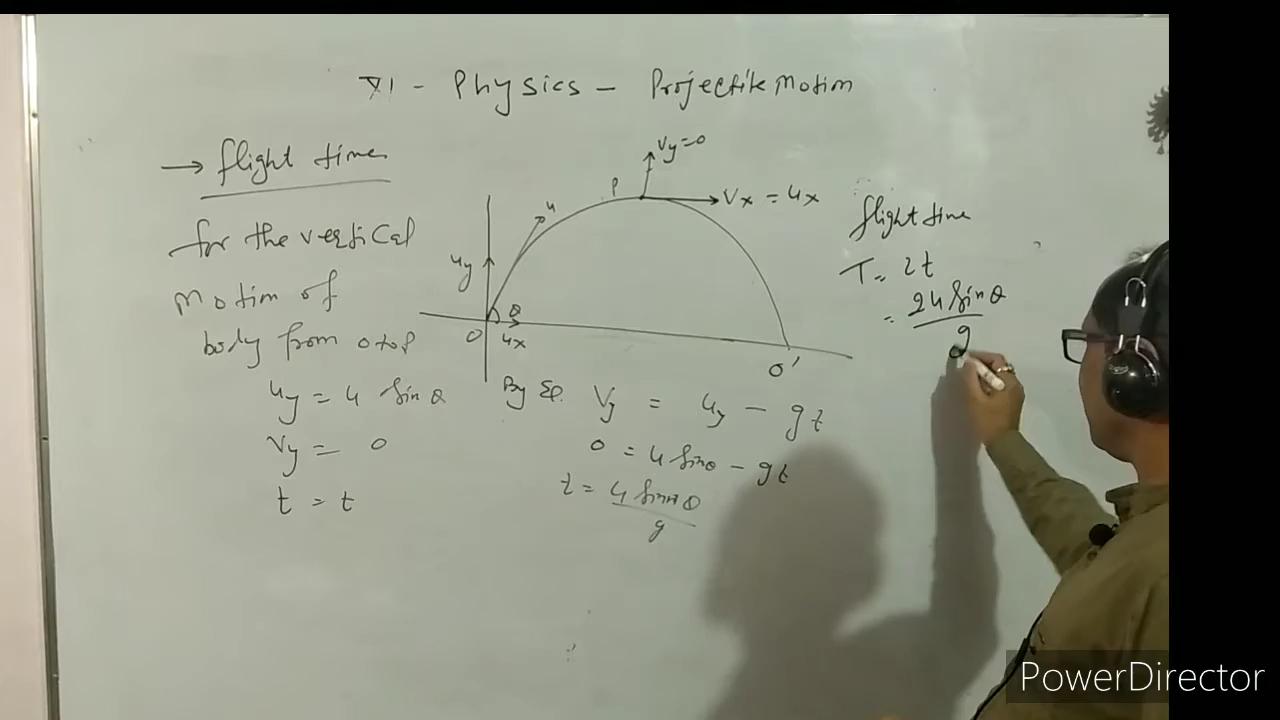 XI - Physics - Projectile Motion
→ flight time
for the vertical
motion of
body from O to P
uy = u sin θ
vy = 0
t = t
u
uy
θ
O
ux
P
vy = 0
Vx = ux
O'
By Eq. Vy = uy - gt
0 = u sinθ - gt
t = u sin θ
g
flight time
T = 2t
= 2u sin θ
g
PowerDirector